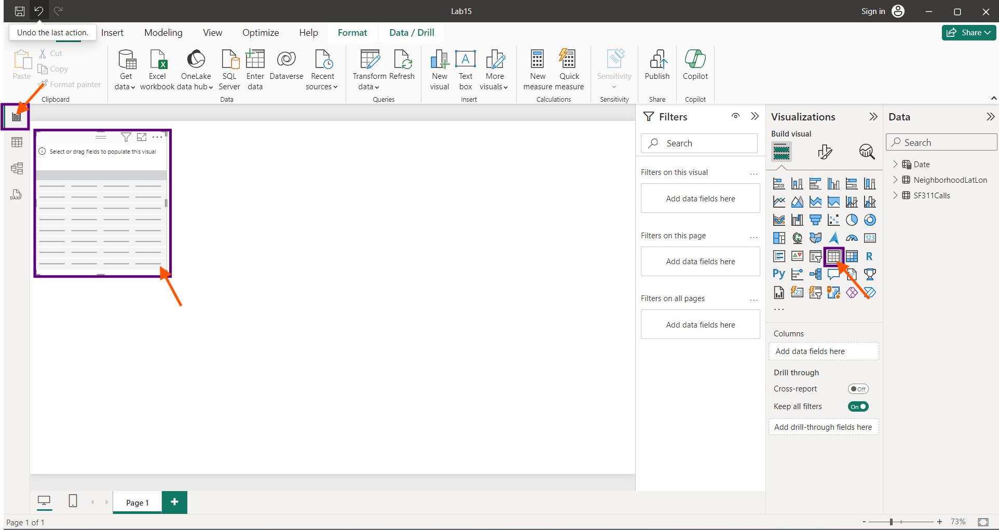 Lab15
Sign in
Undo the last action.
Insert
Modeling
View
Optimize
Help
Format
Data / Drill
Share
Paste
Cut
Copy
Format painter
Clipboard
Get data
Excel workbook
OneLake data hub
SQL Server
Enter data
Dataverse
Recent sources
Data
Transform data
Refresh
Queries
New visual
Text box
More visuals
Insert
New measure
Quick measure
Calculations
Sensitivity
Sensitivity
Publish
Share
Copilot
Copilot
DAX
Select or drag fields to populate this visual
Filters
Search
Filters on this visual
...
Add data fields here
Filters on this page
...
Add data fields here
Filters on all pages
...
Add data fields here
Visualizations
Build visual
123
R
Py
123
...
Columns
Add data fields here
Drill through
Cross-report
Off
Keep all filters
On
Add drill-through fields here
Data
Search
Date
NeighborhoodLatLon
SF311Calls
Page 1
+
Page 1 of 1
- + 73%